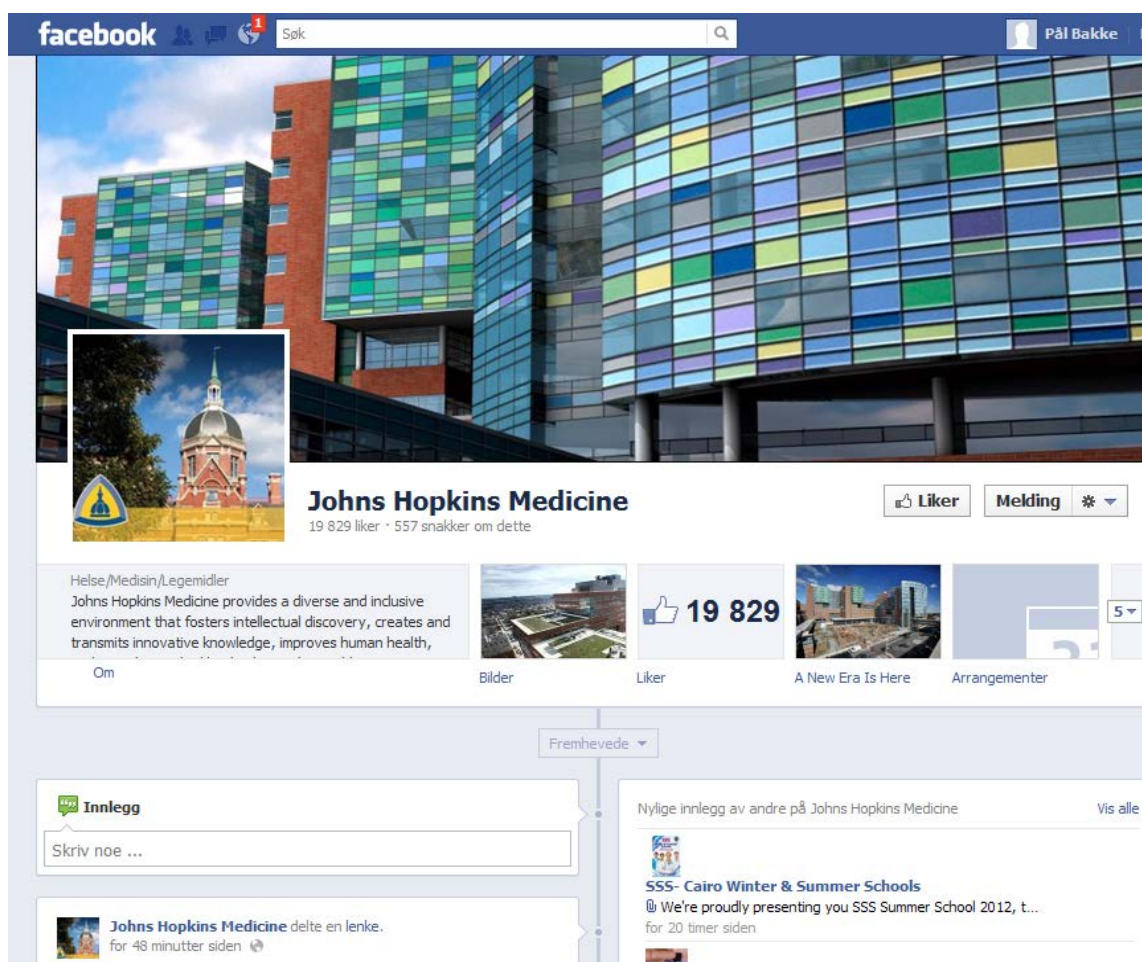 facebook
1
Søk
Pål Bakke
Johns Hopkins Medicine
19 829 liker · 557 snakker om dette
Liker
Melding
Helse/Medisin/Legemidler
Johns Hopkins Medicine provides a diverse and inclusive
environment that fosters intellectual discovery, creates and
transmits innovative knowledge, improves human health,
Om
Bilder
19 829
Liker
A New Era Is Here
31
Arrangementer
5
Fremhevede
Innlegg
Skriv noe ...
Johns Hopkins Medicine delte en lenke.
for 48 minutter siden
Nylige innlegg av andre på Johns Hopkins Medicine
Vis alle
SSS- Cairo Winter & Summer Schools
We're proudly presenting you SSS Summer School 2012, t...
for 20 timer siden